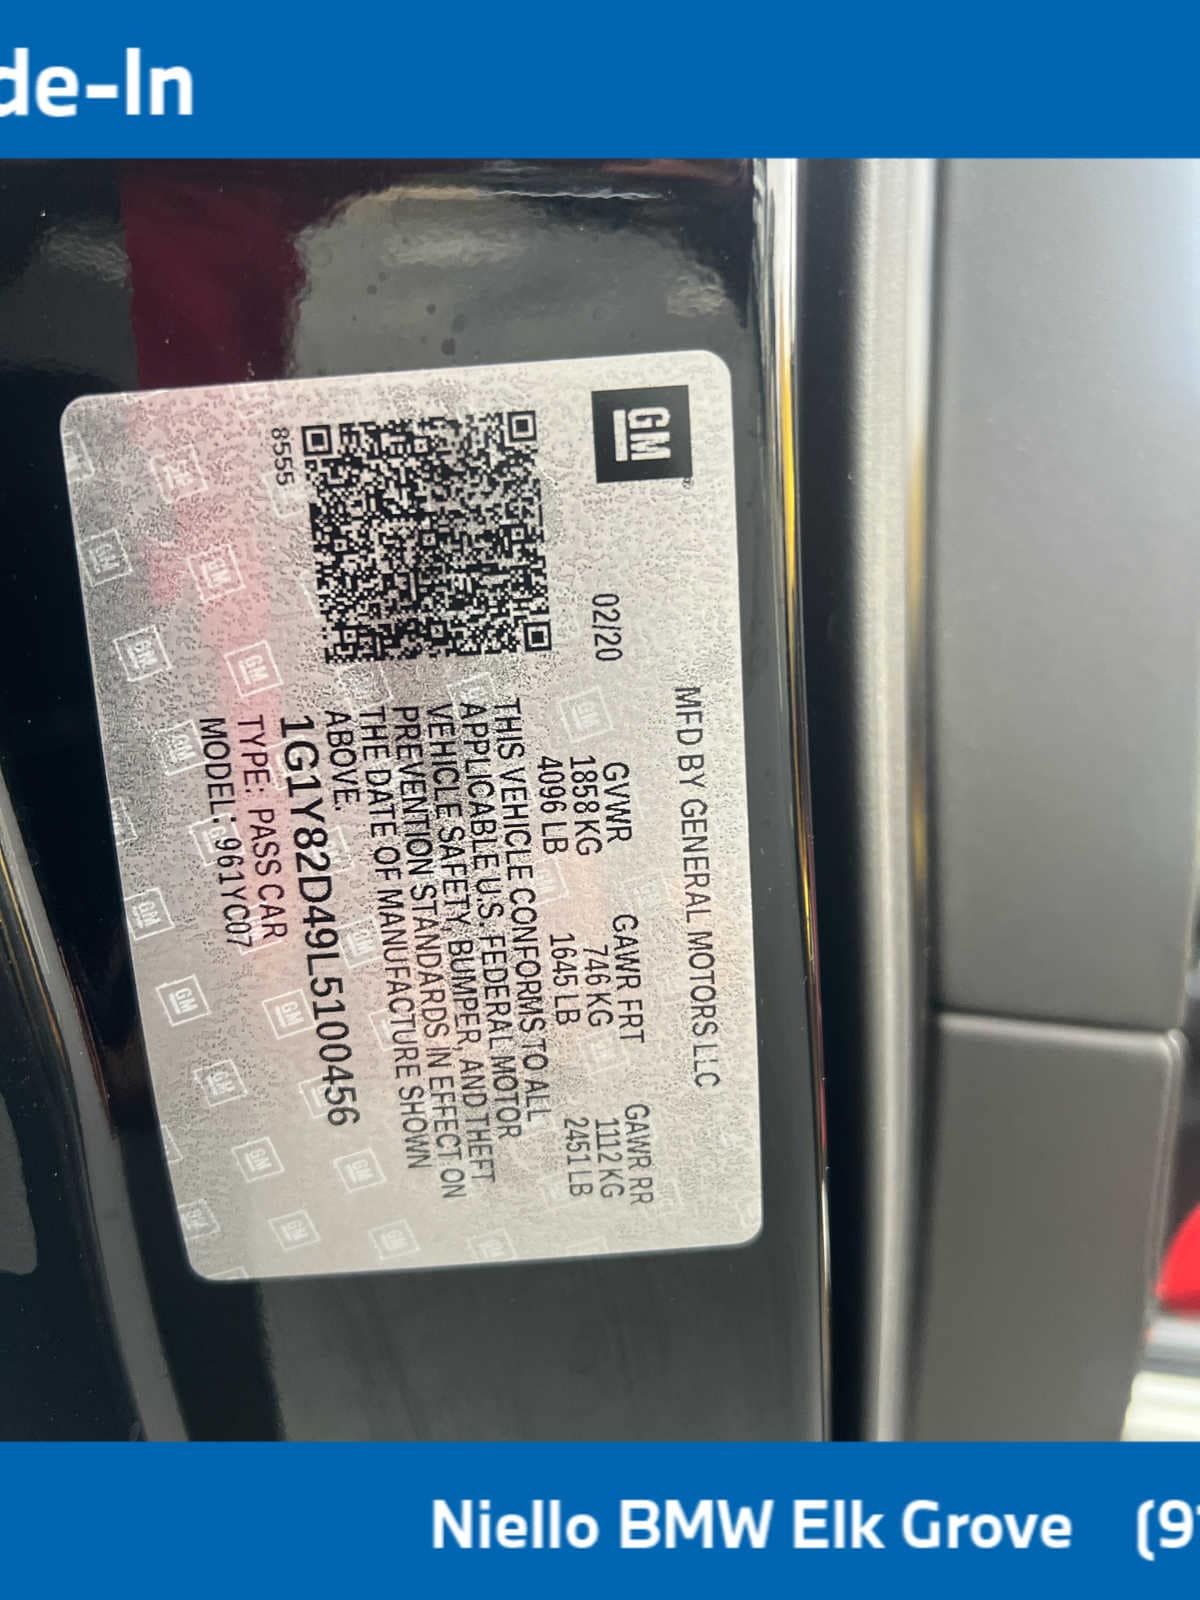 de-In
GM
MFD BY GENERAL MOTORS LLC
02/20
GVWR GAWR FRT GAWR RR
1858 KG 746 KG 1112 KG
4096 LB 1645 LB 2451 LB
THIS VEHICLE CONFORMS TO ALL
APPLICABLE U.S. FEDERAL MOTOR
VEHICLE SAFETY, BUMPER, AND THEFT
PREVENTION STANDARDS IN EFFECT ON
THE DATE OF MANUFACTURE SHOWN
ABOVE.
8555
1G1Y82D49L5100456
TYPE: PASS CAR
MODEL: 961YC07
Niello BMW Elk Grove (91